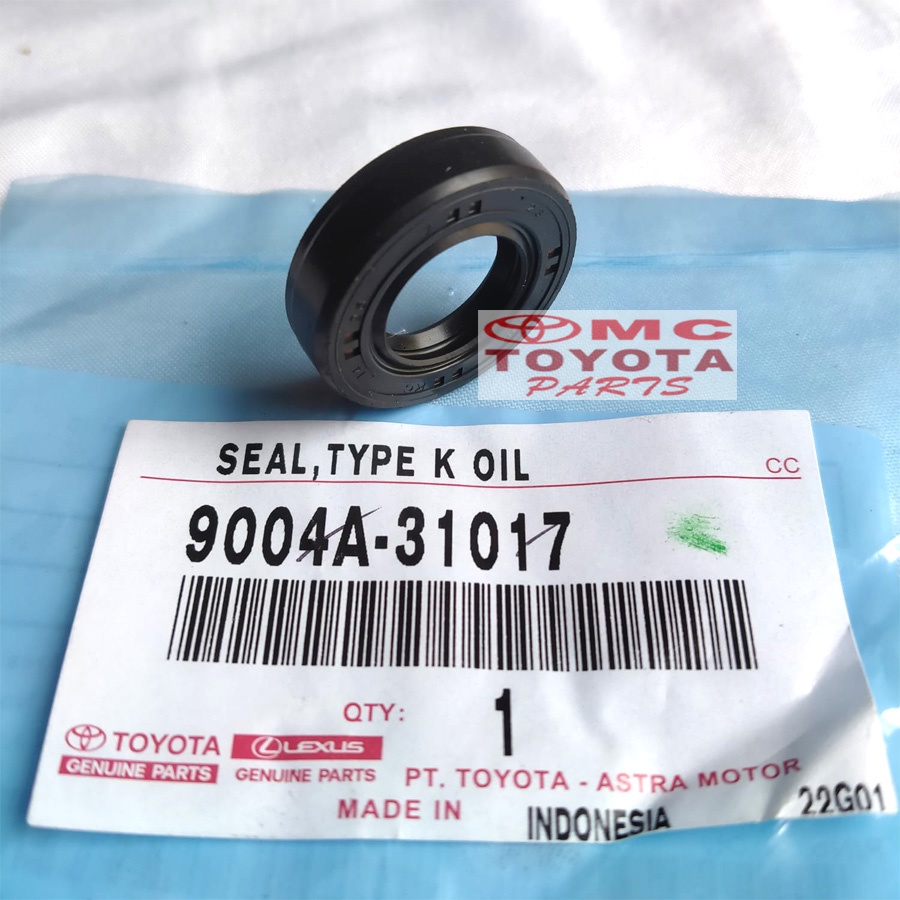 MC
TOYOTA
PARTS
SEAL,TYPE K OIL
CC
9004A-31017
QTY: 1
TOYOTA
GENUINE PARTS
LEXUS
GENUINE PARTS
PT. TOYOTA - ASTRA MOTOR
MADE IN INDONESIA
22G01